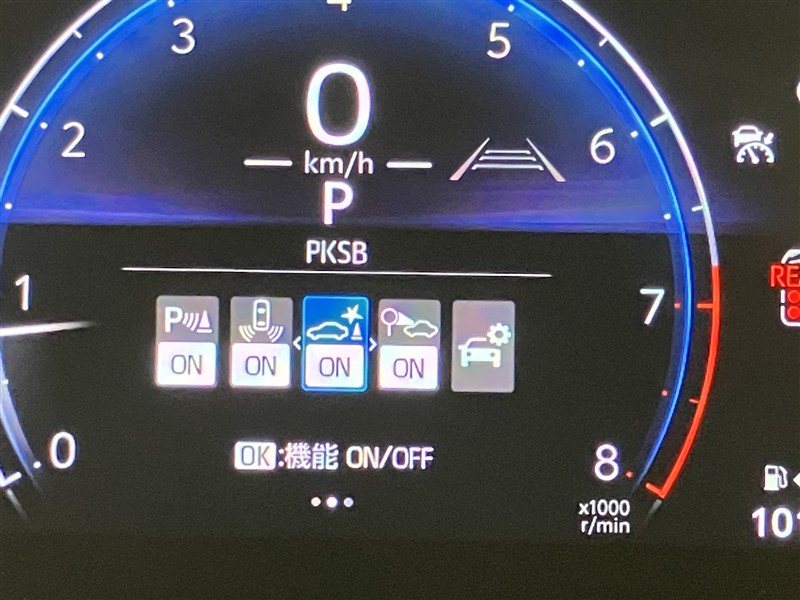 4
3
5
0
2
6
km/h
P
PKSB
1
7
P
ON
ON
ON
ON
0
OK:機能 ON/OFF
8
x1000
r/min